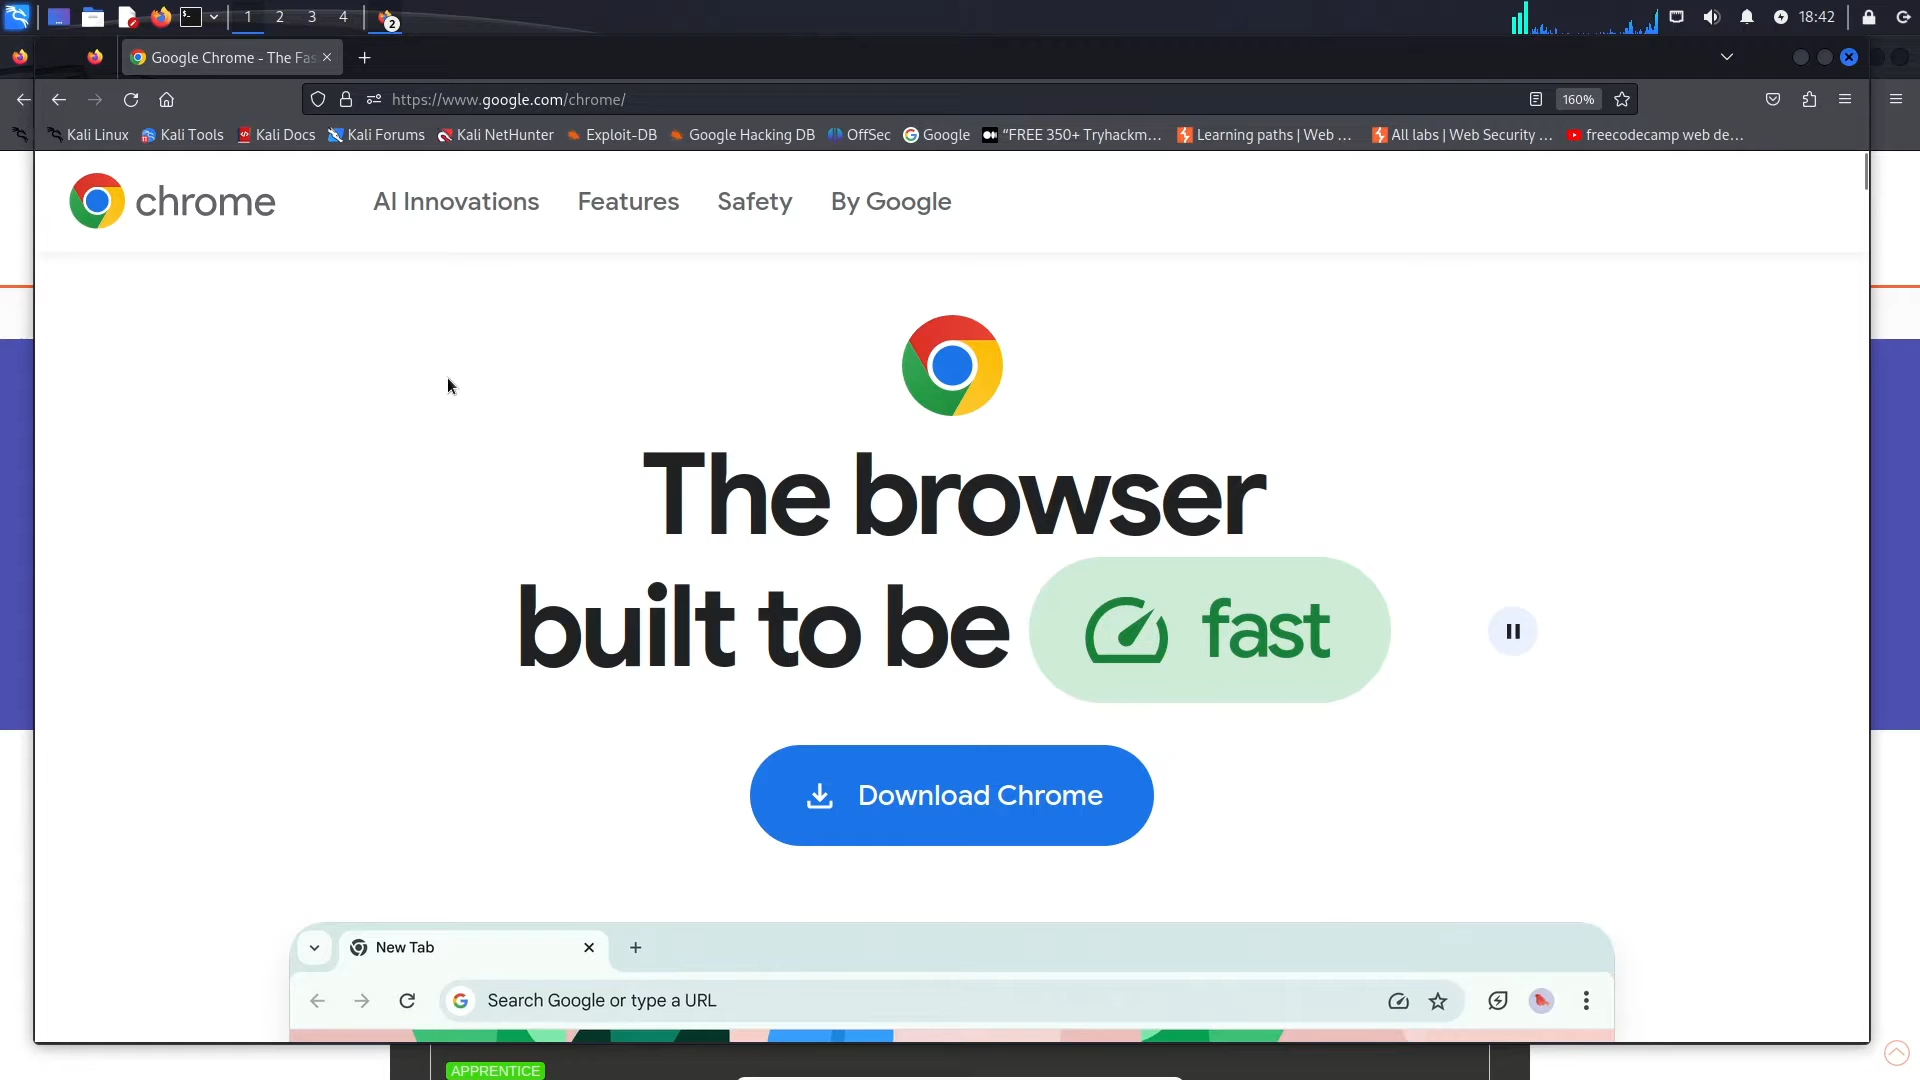 1 2 3 4 2 18:42
Google Chrome - The Fas
https://www.google.com/chrome/ 160%
Kali Linux Kali Tools Kali Docs Kali Forums Kali NetHunter Exploit-DB Google Hacking DB OffSec Google “FREE 350+ Tryhackm… Learning paths | Web … All labs | Web Security … freecodecamp web de…
chrome AI Innovations Features Safety By Google
The browser
built to be fast
Download Chrome
New Tab
Search Google or type a URL
APPRENTICE